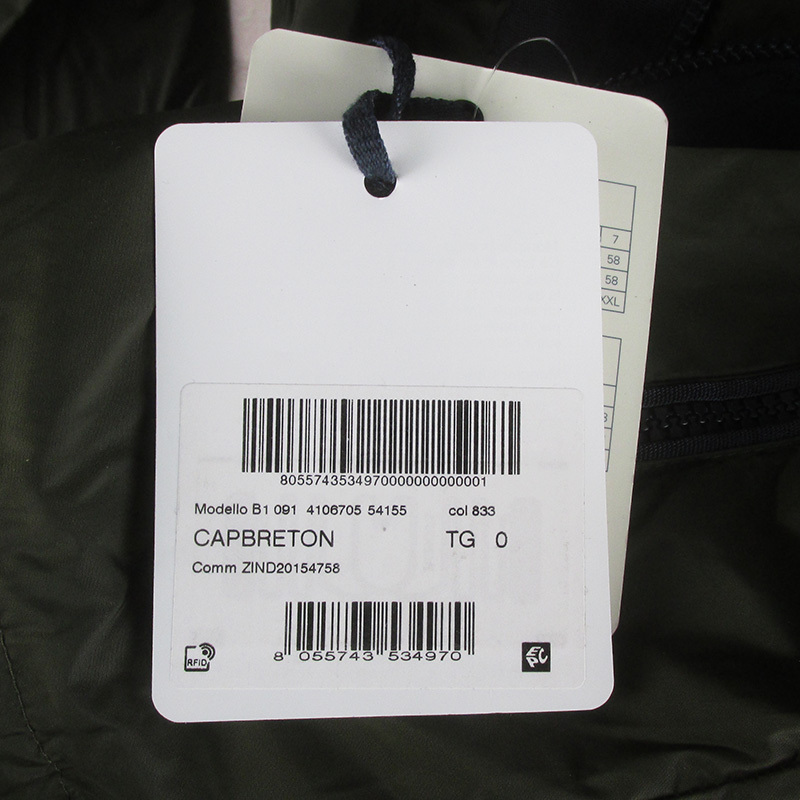 7
58
58
XXL
8055743534970000000000001
Modello B1 091 4106705 54155 col 833
CAPBRETON TG 0
Comm ZIND20154758
8 055743 534970
RFID
EPC